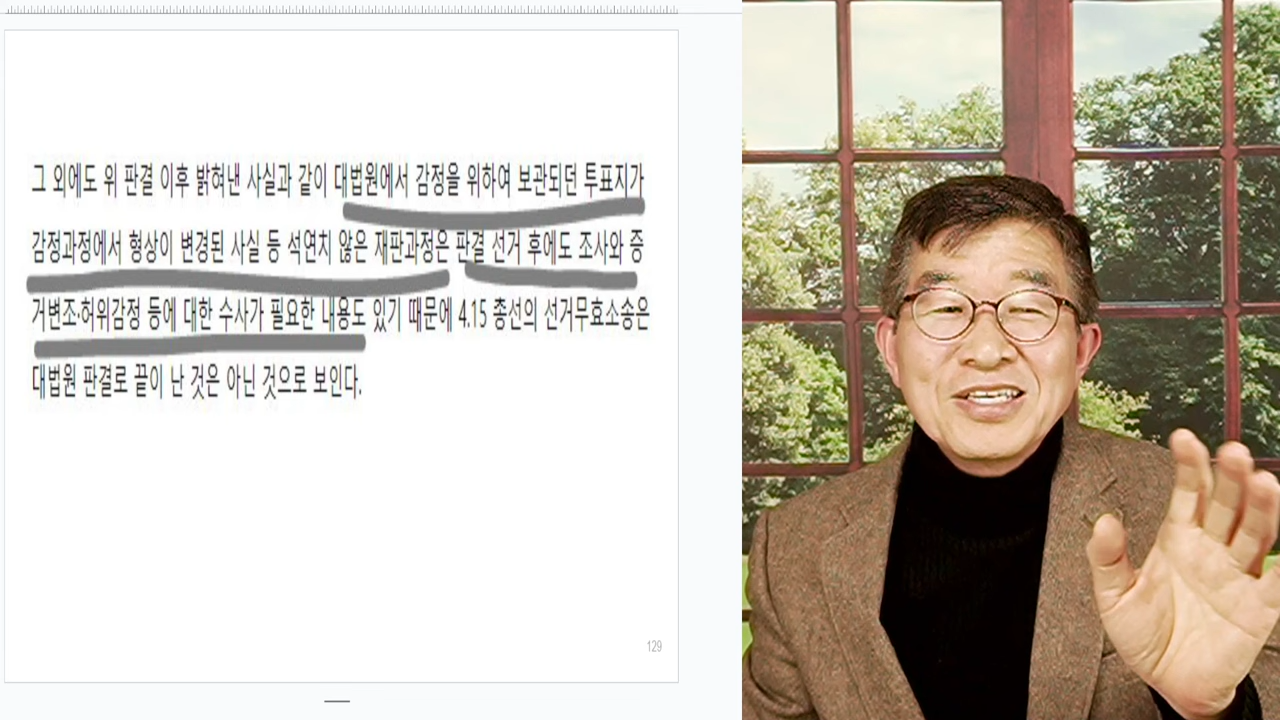 그 외에도 위 판결 이후 밝혀낸 사실과 같이 대법원에서 감정을 위하여 보관되던 투표지가
감정과정에서 형상이 변경된 사실 등 석연치 않은 재판과정은 판결 선거 후에도 조사와 증
거변조·허위감정 등에 대한 수사가 필요한 내용도 있기 때문에 4.15 총선의 선거무효소송은
대법원 판결로 끝이 난 것은 아닌 것으로 보인다.
129